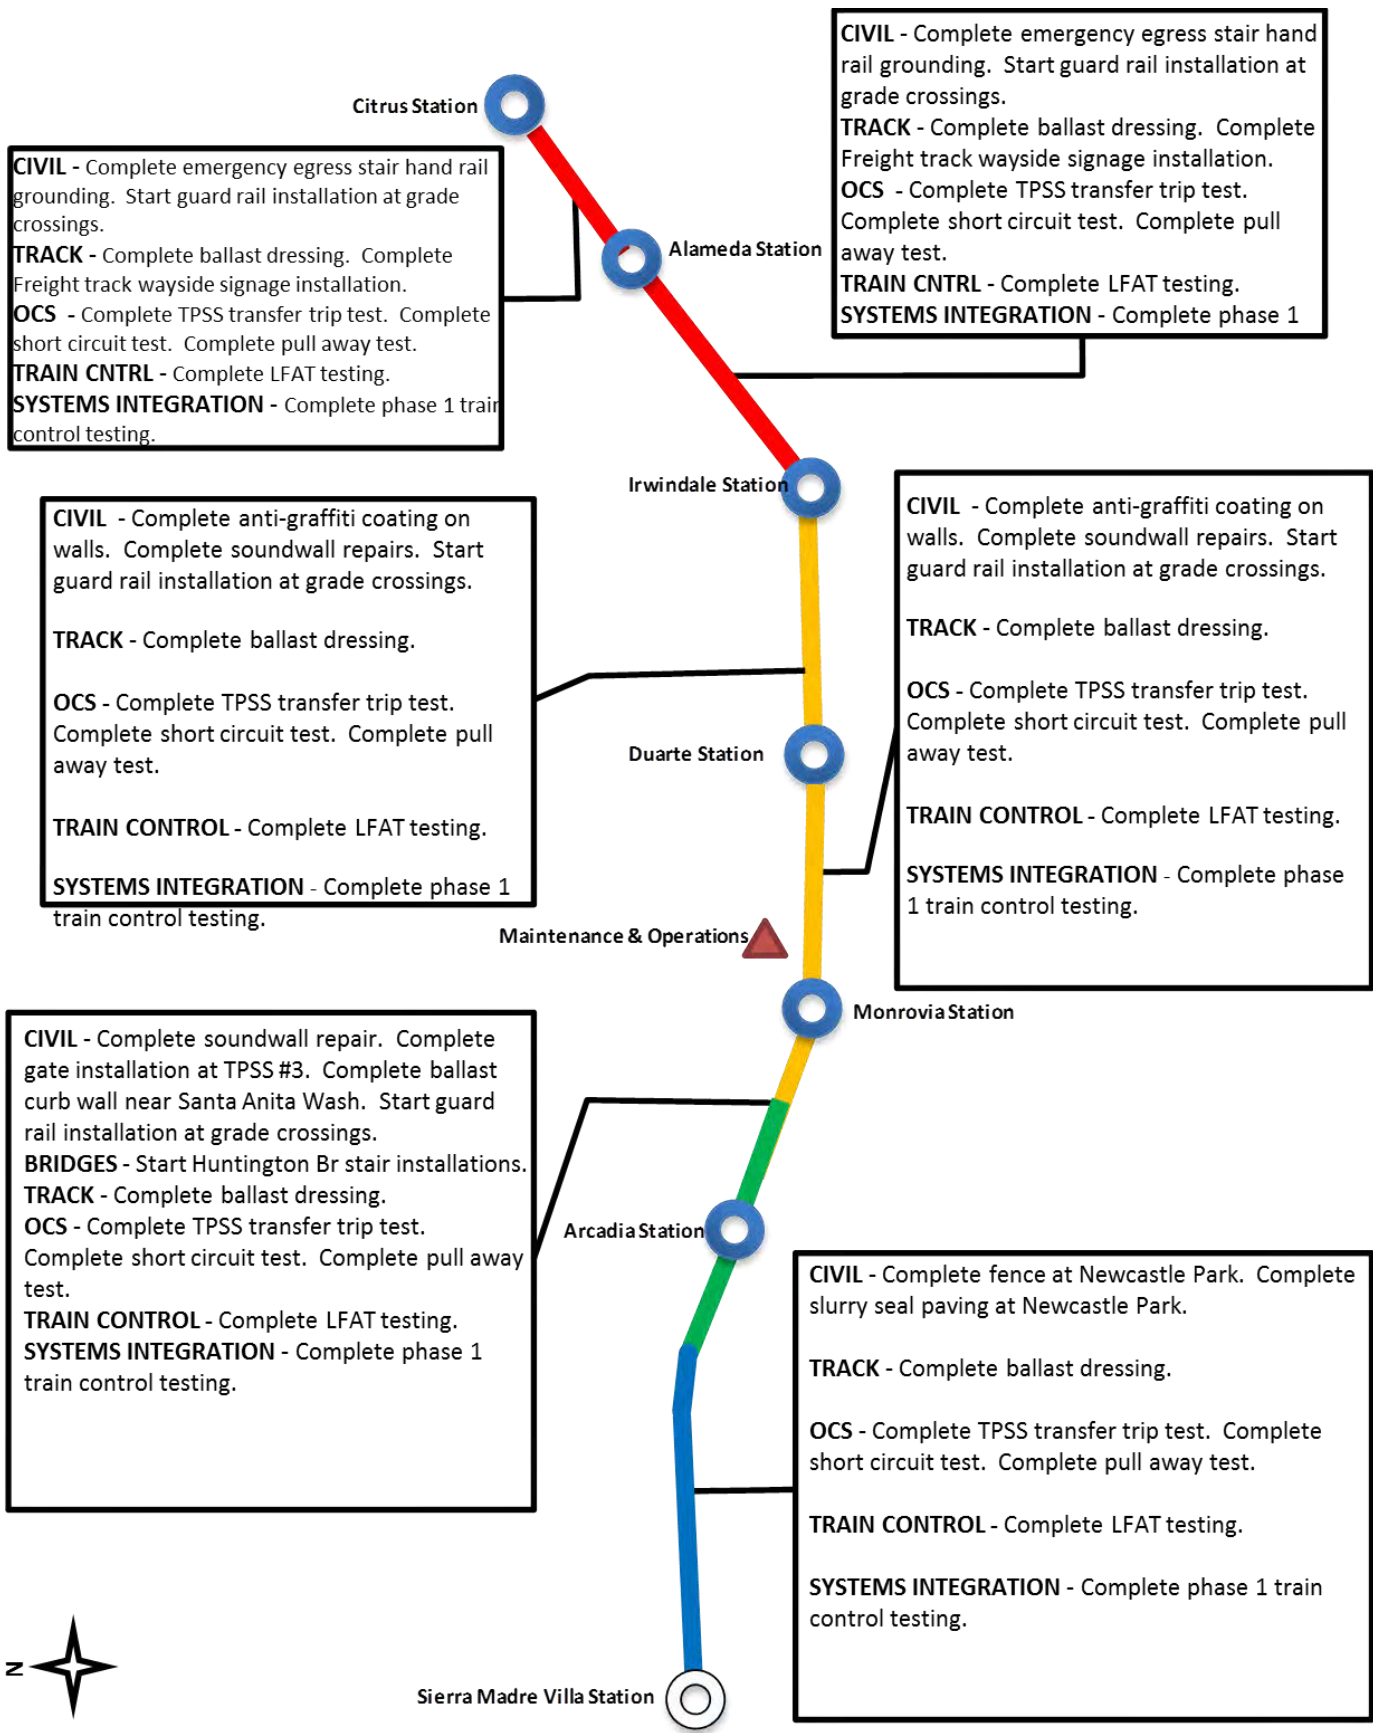 Citrus Station
CIVIL - Complete emergency egress stair hand
rail grounding. Start guard rail installation at
grade crossings.
TRACK - Complete ballast dressing. Complete
Freight track wayside signage installation.
OCS - Complete TPSS transfer trip test.
Complete short circuit test. Complete pull
away test.
TRAIN CNTRL - Complete LFAT testing.
SYSTEMS INTEGRATION - Complete phase 1
CIVIL - Complete emergency egress stair hand rail
grounding. Start guard rail installation at grade
crossings.
TRACK - Complete ballast dressing. Complete
Freight track wayside signage installation.
OCS - Complete TPSS transfer trip test. Complete
short circuit test. Complete pull away test.
TRAIN CNTRL - Complete LFAT testing.
SYSTEMS INTEGRATION - Complete phase 1 train
control testing.
Alameda Station
Irwindale Station
CIVIL - Complete anti-graffiti coating on
walls. Complete soundwall repairs. Start
guard rail installation at grade crossings.
TRACK - Complete ballast dressing.
OCS - Complete TPSS transfer trip test.
Complete short circuit test. Complete pull
away test.
TRAIN CONTROL - Complete LFAT testing.
SYSTEMS INTEGRATION - Complete phase 1
train control testing.
CIVIL - Complete anti-graffiti coating on
walls. Complete soundwall repairs. Start
guard rail installation at grade crossings.
TRACK - Complete ballast dressing.
OCS - Complete TPSS transfer trip test.
Complete short circuit test. Complete pull
away test.
TRAIN CONTROL - Complete LFAT testing.
SYSTEMS INTEGRATION - Complete phase
1 train control testing.
Duarte Station
Maintenance & Operations
Monrovia Station
CIVIL - Complete soundwall repair. Complete
gate installation at TPSS #3. Complete ballast
curb wall near Santa Anita Wash. Start guard
rail installation at grade crossings.
BRIDGES - Start Huntington Br stair installations.
TRACK - Complete ballast dressing.
OCS - Complete TPSS transfer trip test.
Complete short circuit test. Complete pull away
test.
TRAIN CONTROL - Complete LFAT testing.
SYSTEMS INTEGRATION - Complete phase 1
train control testing.
Arcadia Station
CIVIL - Complete fence at Newcastle Park. Complete
slurry seal paving at Newcastle Park.
TRACK - Complete ballast dressing.
OCS - Complete TPSS transfer trip test. Complete
short circuit test. Complete pull away test.
TRAIN CONTROL - Complete LFAT testing.
SYSTEMS INTEGRATION - Complete phase 1 train
control testing.
N
Sierra Madre Villa Station